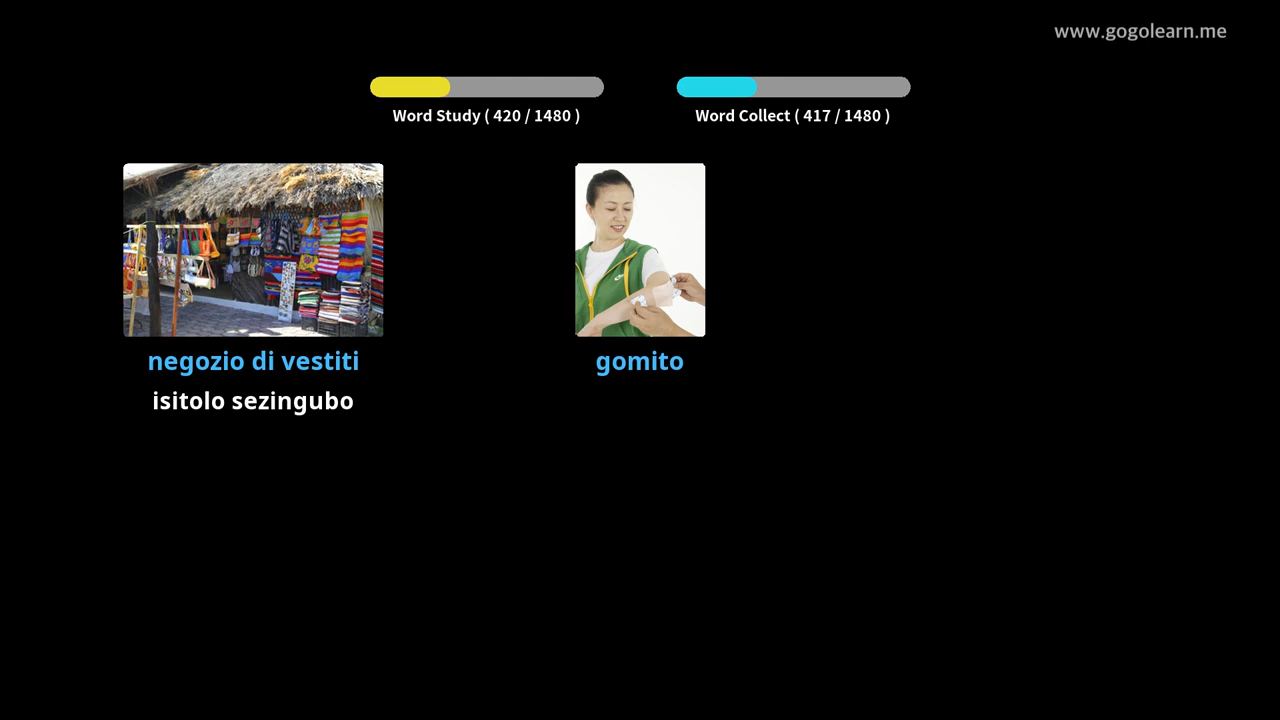 www.gogolearn.me
Word Study ( 420 / 1480 )
Word Collect ( 417 / 1480 )
negozio di vestiti
isitolo sezingubo
gomito